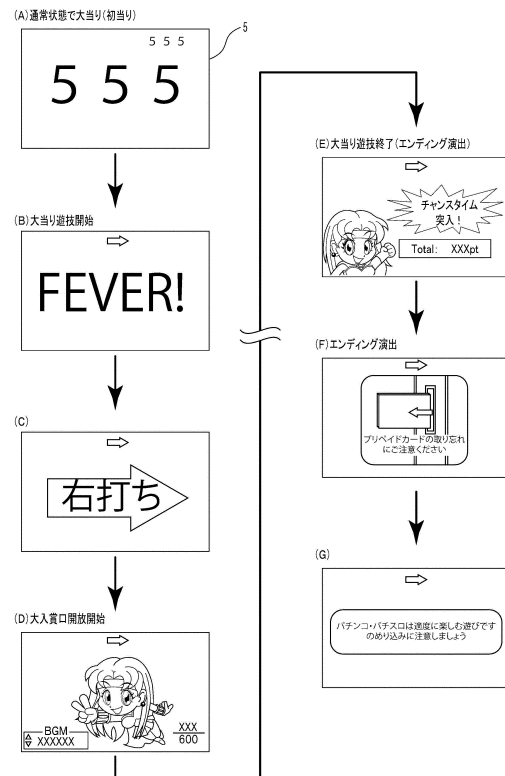 (A)通常状態で大当り(初当り)
5 5 5
5
5 5 5
(B)大当り遊技開始
FEVER!
(C)
右打ち
(D)大入賞口開放開始
BGM
XXXXXX
XXX
600
(E)大当り遊技終了(エンディング演出)
チャンスタイム
突入!
Total: XXXpt
(F)エンディング演出
プリペイドカードの取り忘れ
にご注意ください
(G)
パチンコ・パチスロは適度に楽しむ遊びです
のめり込みに注意しましょう